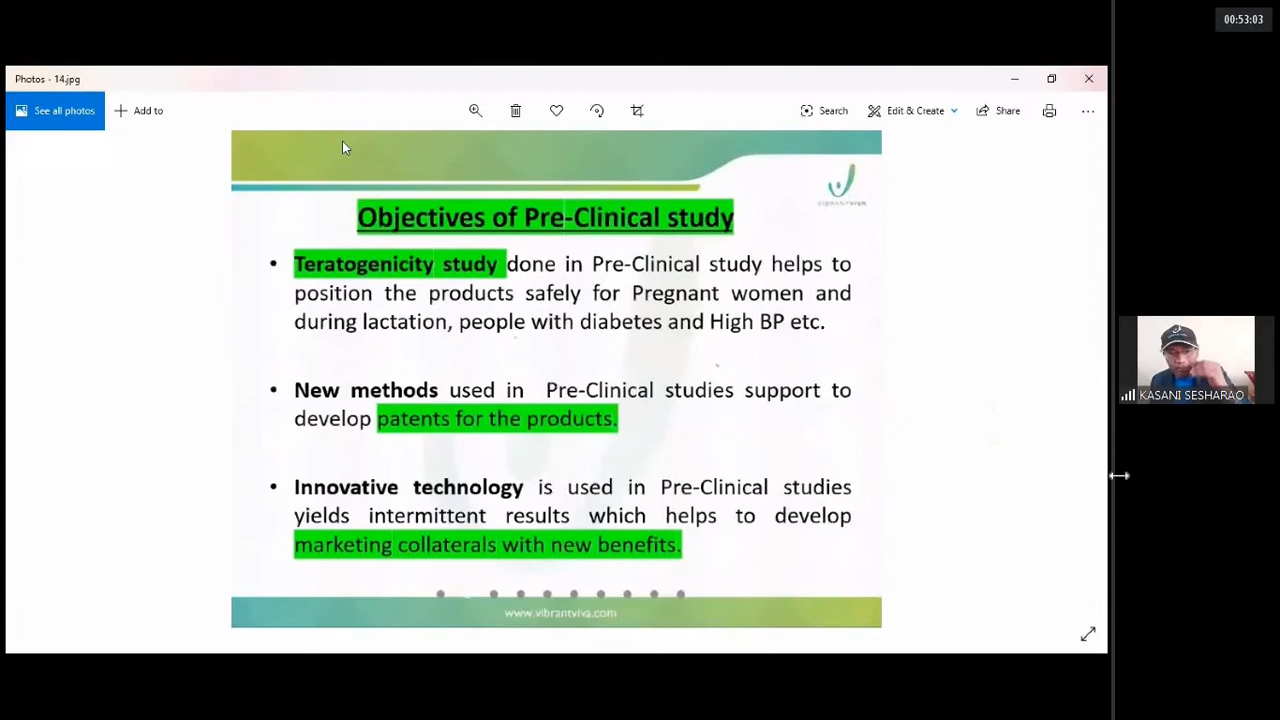 00:53:03
Photos - 14.jpg
See all photos
Add to
Search
Edit & Create
Share
VIBRANTVIVA
Objectives of Pre-Clinical study
• Teratogenicity study done in Pre-Clinical study helps to
position the products safely for Pregnant women and
during lactation, people with diabetes and High BP etc.
• New methods used in Pre-Clinical studies support to
develop patents for the products.
• Innovative technology is used in Pre-Clinical studies
yields intermittent results which helps to develop
marketing collaterals with new benefits.
www.vibrantviva.com
KASANI SESHARAO